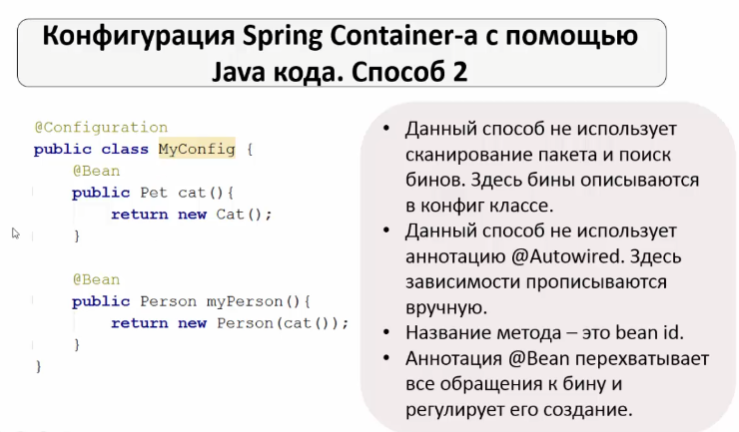 Конфигурация Spring Container-а с помощью
Java кода. Способ 2
@Configuration
public class MyConfig {
@Bean
public Pet cat(){
return new Cat();
}
@Bean
public Person myPerson(){
return new Person(cat());
}
}
• Данный способ не использует
сканирование пакета и поиск
бинов. Здесь бины описываются
в конфиг классе.
• Данный способ не использует
аннотацию @Autowired. Здесь
зависимости прописываются
вручную.
• Название метода – это bean id.
• Аннотация @Bean перехватывает
все обращения к бину и
регулирует его создание.